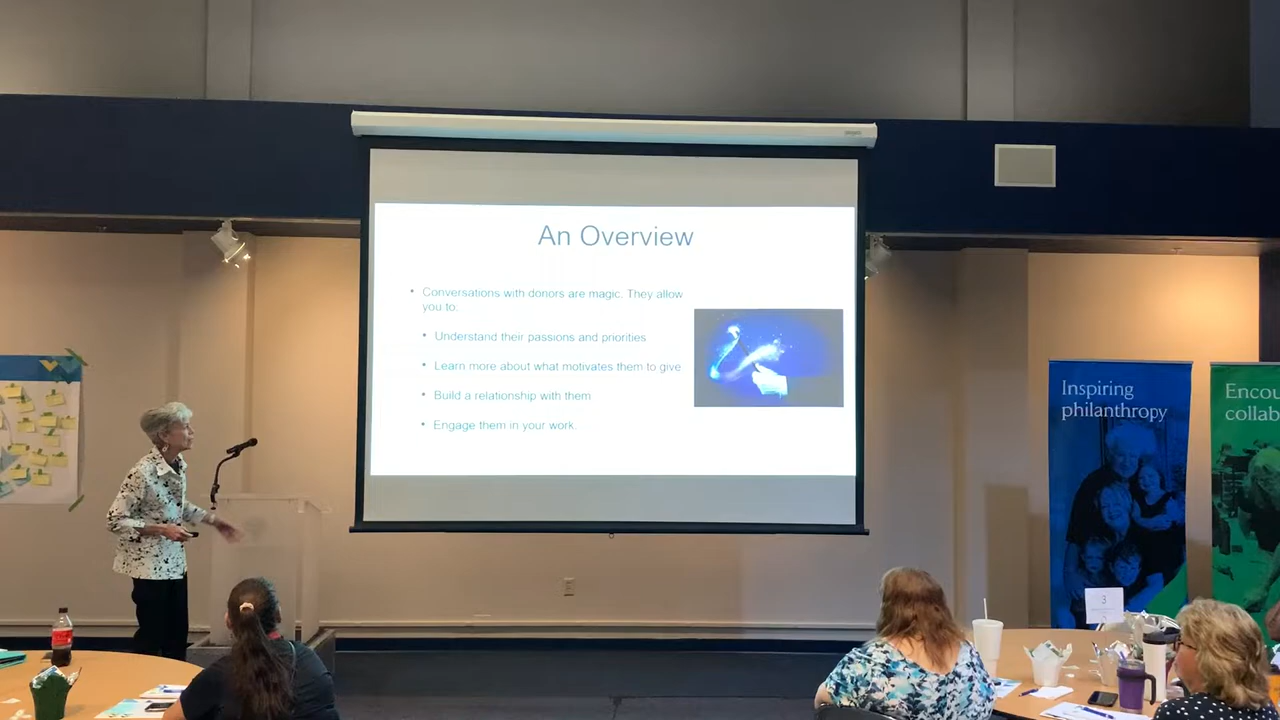 An Overview
• Conversations with donors are magic. They allow
you to:
• Understand their passions and priorities
• Learn more about what motivates them to give
• Build a relationship with them
• Engage them in your work.
Inspiring
philanthropy
Encou
collab
3